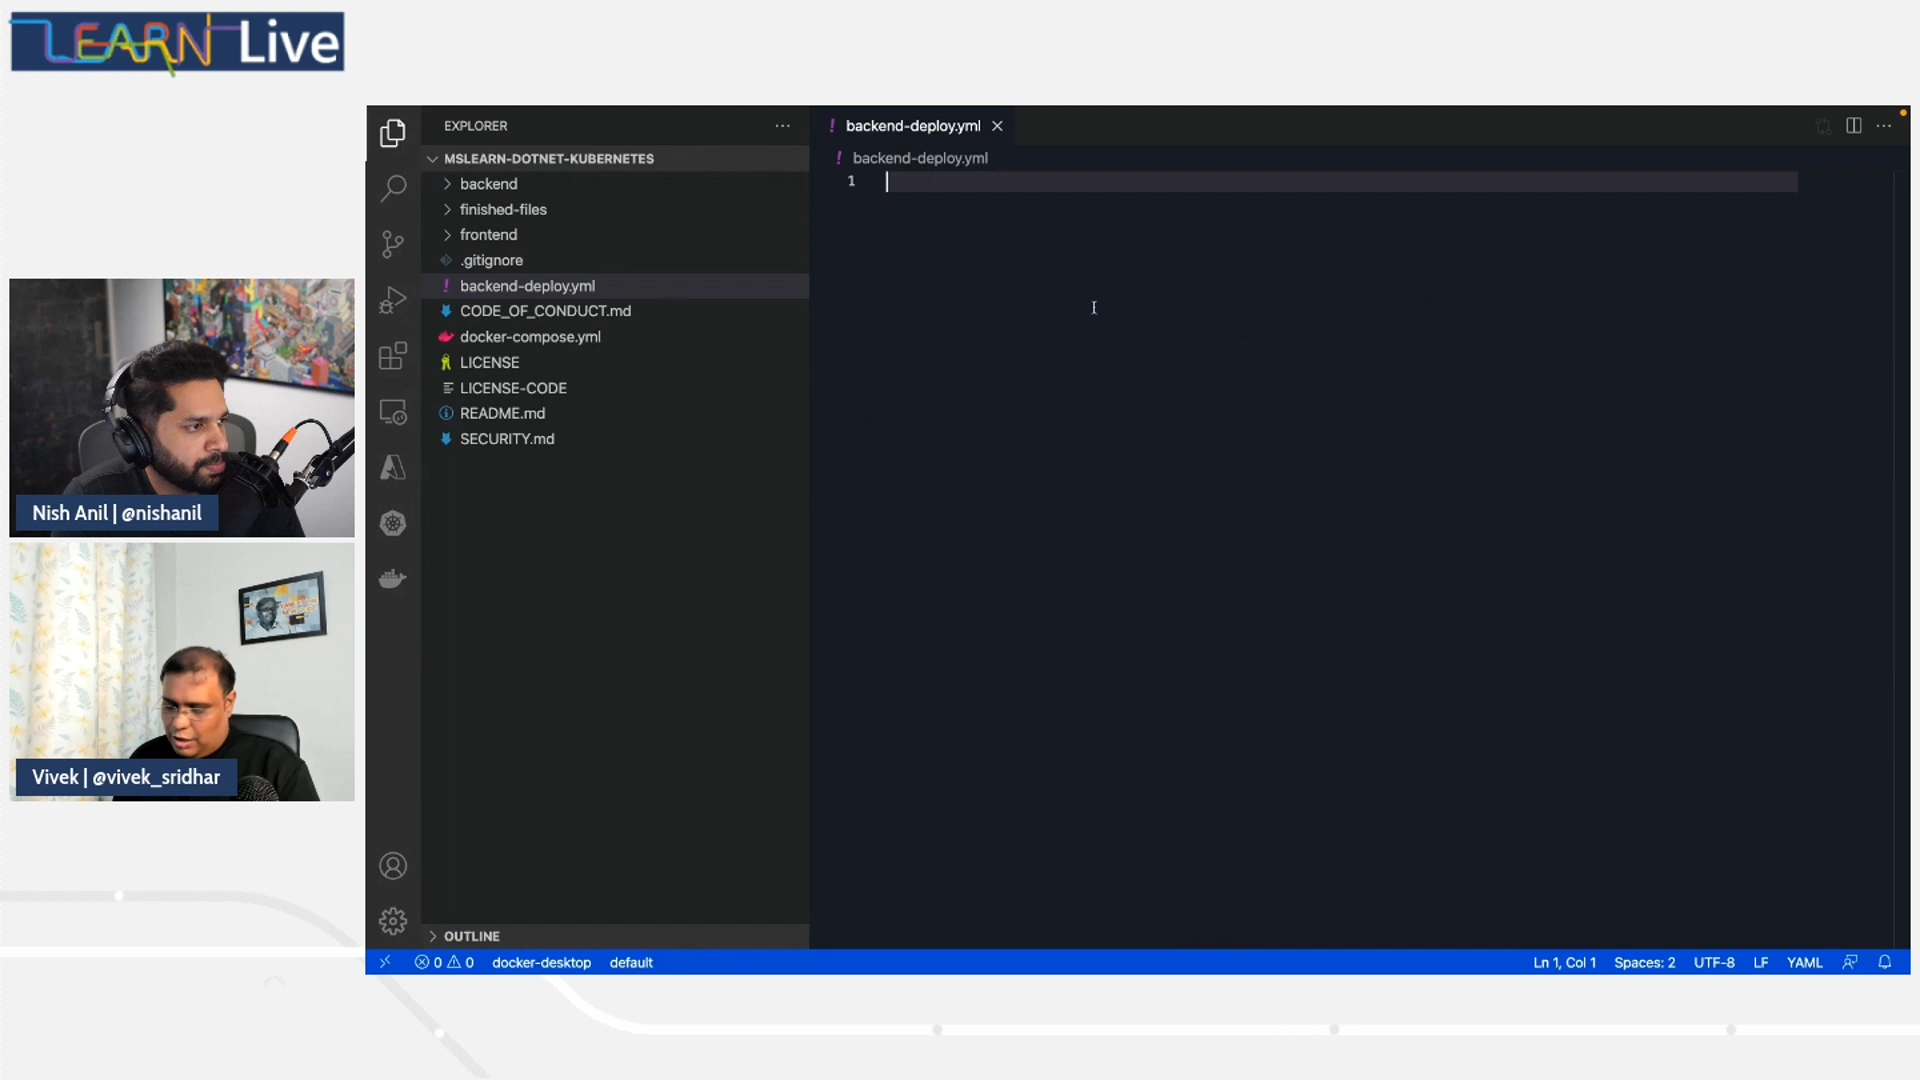 LEARN Live
EXPLORER
MSLEARN-DOTNET-KUBERNETES
backend
finished-files
frontend
.gitignore
! backend-deploy.yml
CODE_OF_CONDUCT.md
docker-compose.yml
LICENSE
LICENSE-CODE
README.md
SECURITY.md
OUTLINE
! backend-deploy.yml
! backend-deploy.yml
1
Nish Anil | @nishanil
Vivek | @vivek_sridhar
0 0 docker-desktop default
Ln 1, Col 1 Spaces: 2 UTF-8 LF YAML